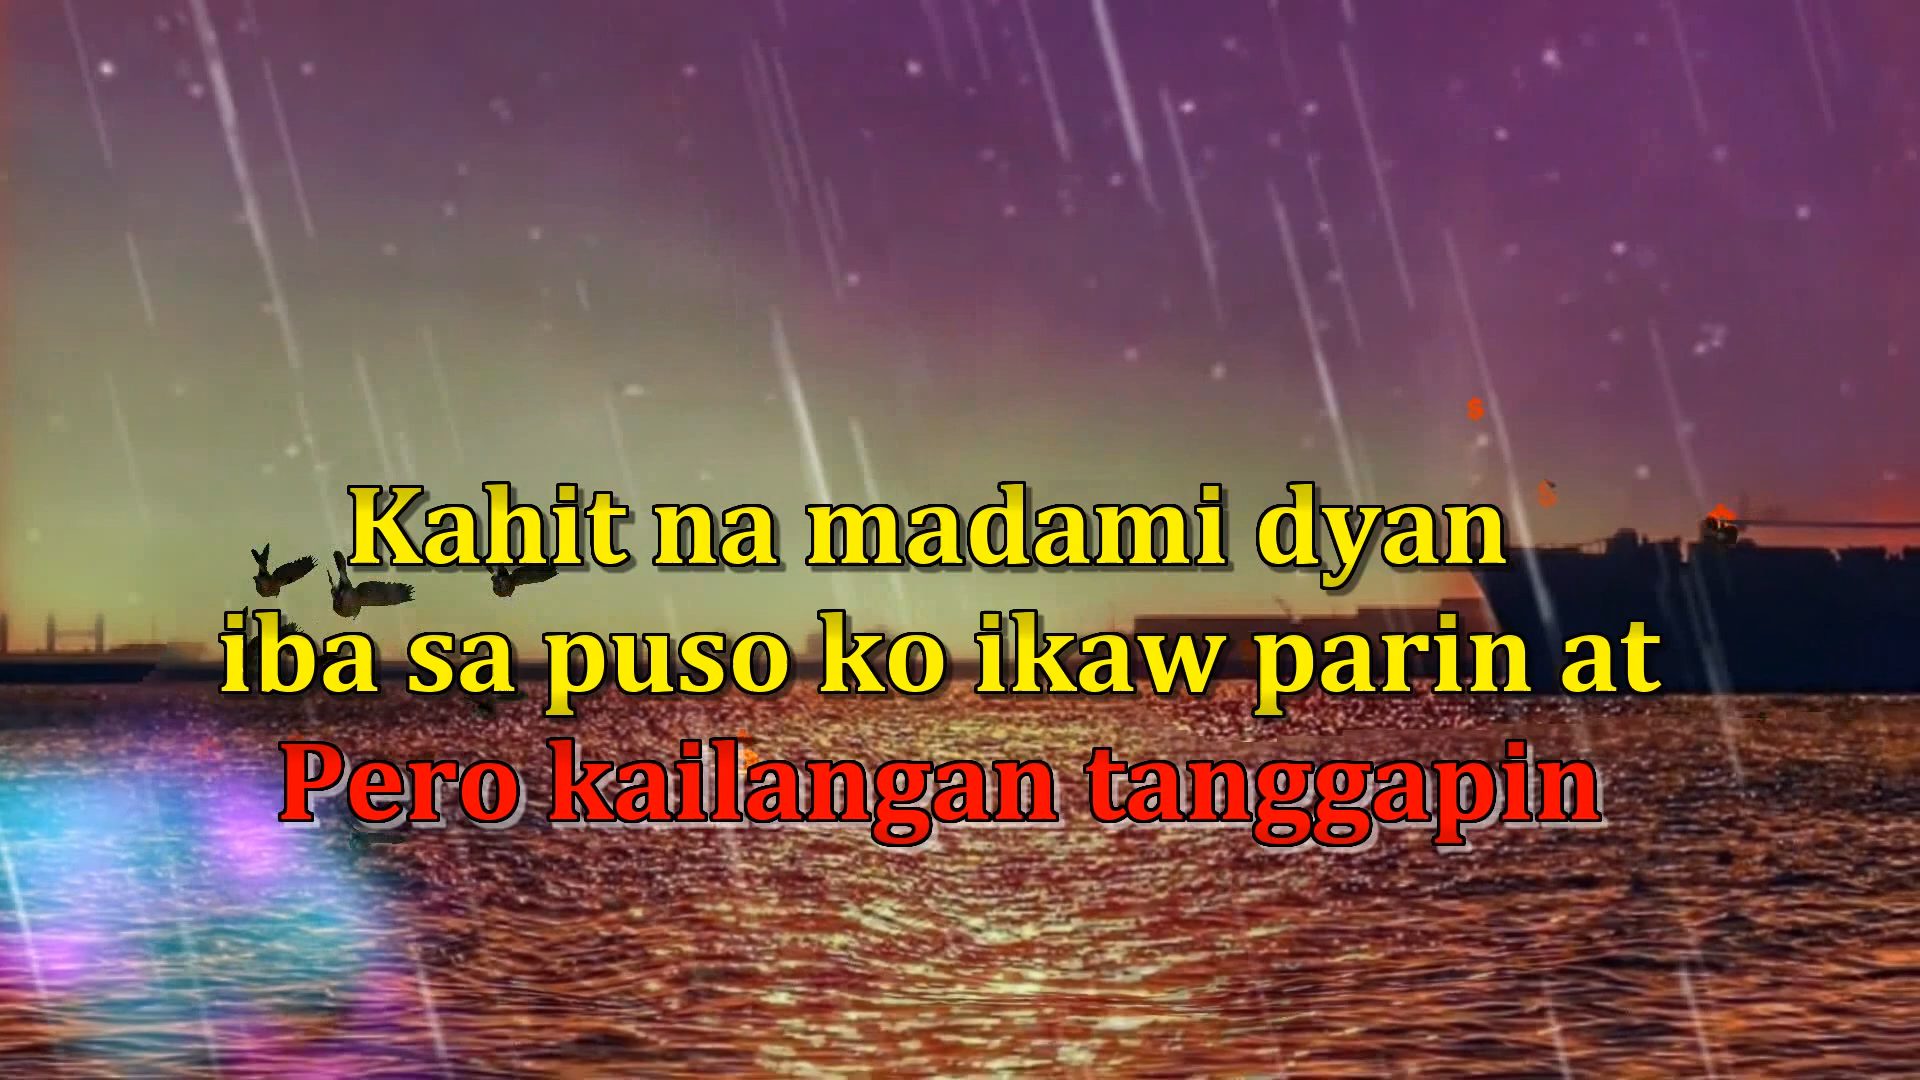 Kahit na madami dyan
iba sa puso ko ikaw parin at
Pero kailangan tanggapin